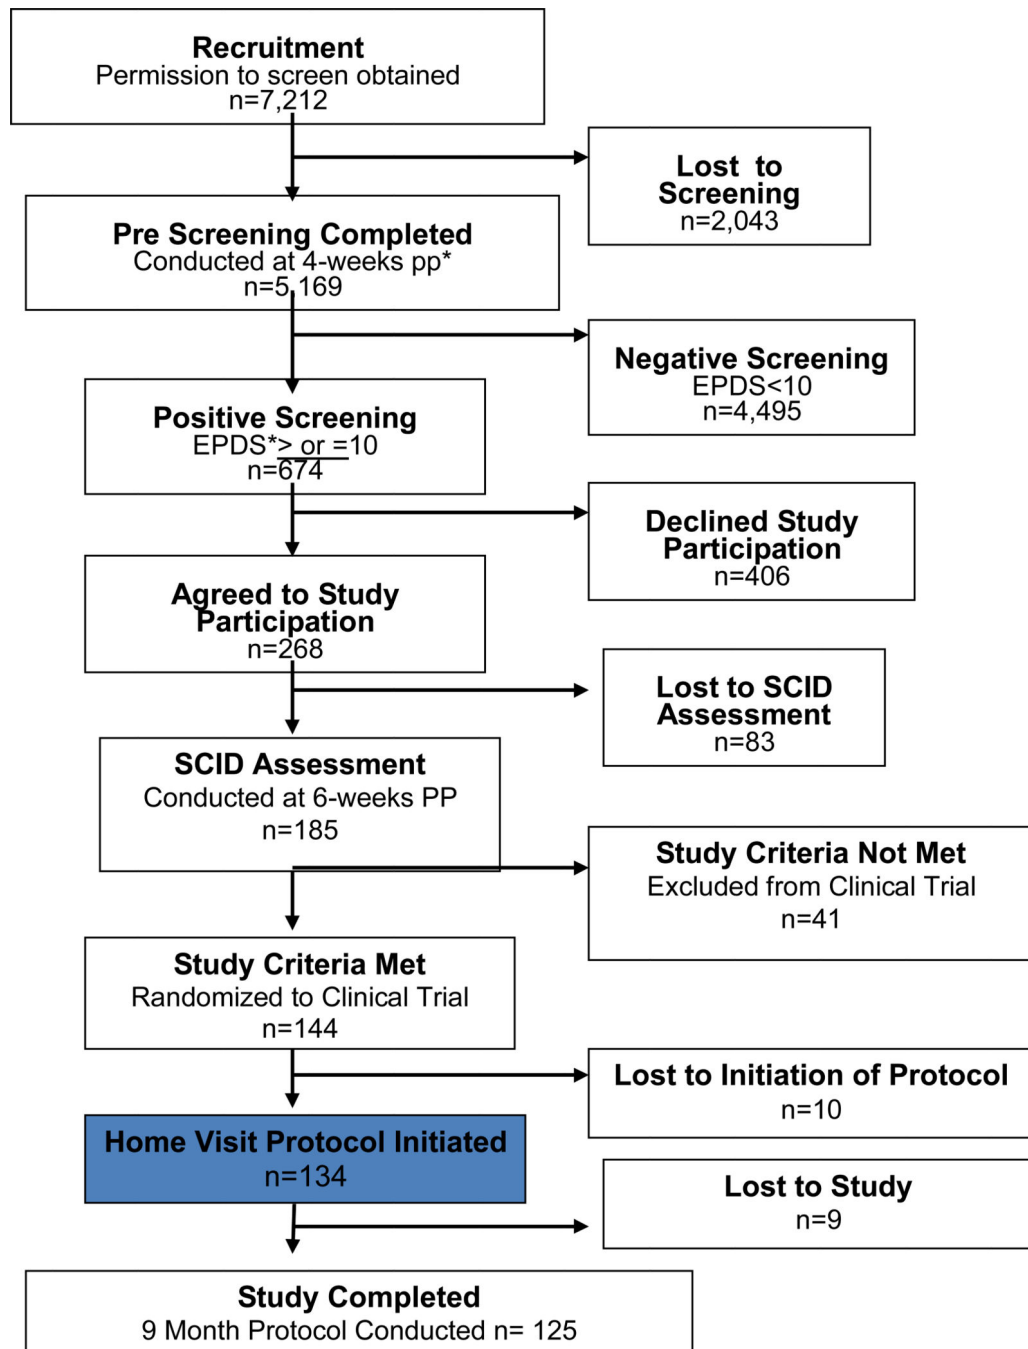 Recruitment
Permission to screen obtained
n=7,212
Lost to
Screening
n=2,043
Pre Screening Completed
Conducted at 4-weeks pp*
n=5,169
Negative Screening
EPDS<10
n=4,495
Positive Screening
EPDS*> or =10
n=674
Declined Study
Participation
n=406
Agreed to Study
Participation
n=268
Lost to SCID
Assessment
n=83
SCID Assessment
Conducted at 6-weeks PP
n=185
Study Criteria Not Met
Excluded from Clinical Trial
n=41
Study Criteria Met
Randomized to Clinical Trial
n=144
Lost to Initiation of Protocol
n=10
Home Visit Protocol Initiated
n=134
Lost to Study
n=9
Study Completed
9 Month Protocol Conducted n= 125